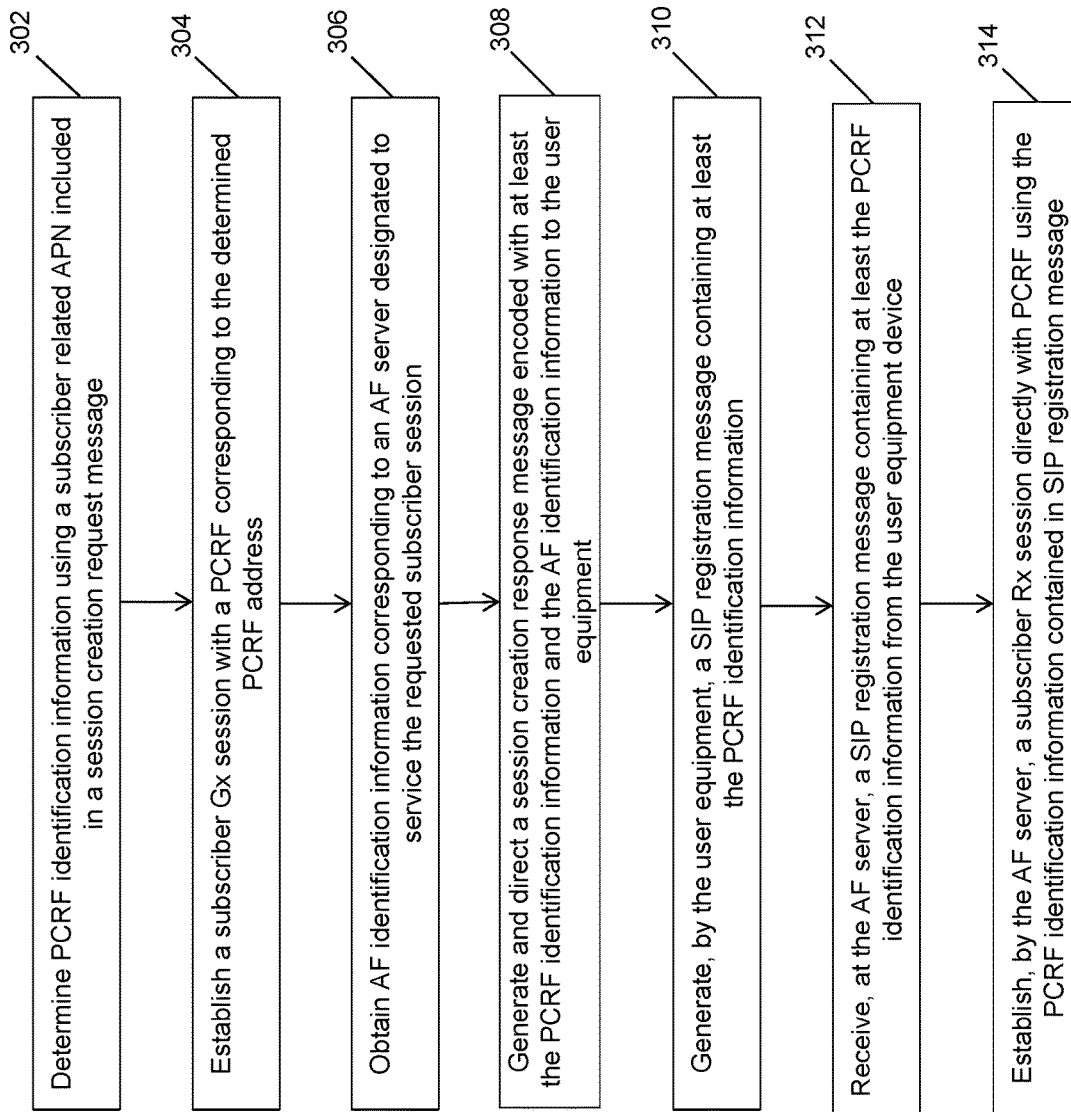 302
Determine PCRF identification information using a subscriber related APN included
in a session creation request message
304
Establish a subscriber Gx session with a PCRF corresponding to the determined
PCRF address
306
Obtain AF identification information corresponding to an AF server designated to
service the requested subscriber session
308
Generate and direct a session creation response message encoded with at least
the PCRF identification information and the AF identification information to the user
equipment
310
Generate, by the user equipment, a SIP registration message containing at least
the PCRF identification information
312
Receive, at the AF server, a SIP registration message containing at least the PCRF
identification information from the user equipment device
314
Establish, by the AF server, a subscriber Rx session directly with PCRF using the
PCRF identification information contained in SIP registration message